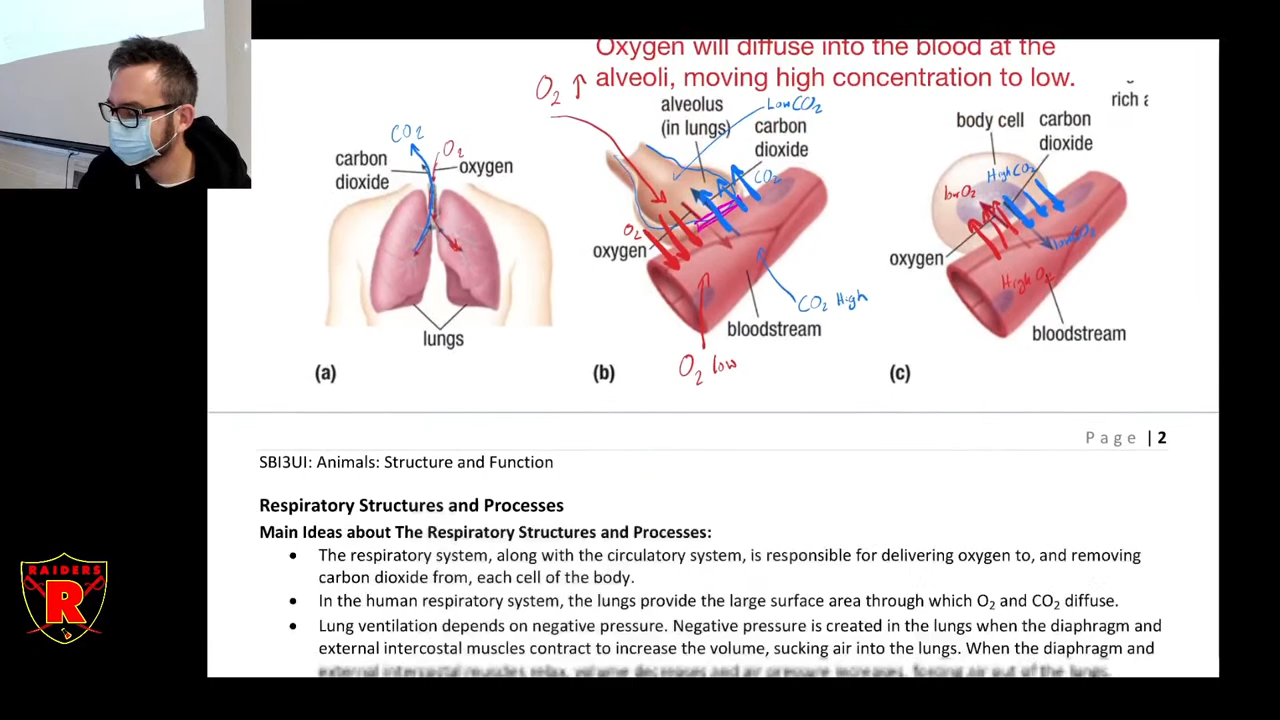 Oxygen will diffuse into the blood at the
alveoli, moving high concentration to low.
O2 ↑
rich
alveolus
(in lungs)
Low CO2
carbon
dioxide
CO2
O2
oxygen
CO2 High
bloodstream
O2 low
(b)
CO2
O2
carbon
dioxide
oxygen
lungs
(a)
body cell
carbon
dioxide
High CO2
low O2
low CO2
oxygen
High O2
bloodstream
(c)
Page | 2
SBI3UI: Animals: Structure and Function
Respiratory Structures and Processes
Main Ideas about The Respiratory Structures and Processes:
• The respiratory system, along with the circulatory system, is responsible for delivering oxygen to, and removing
carbon dioxide from, each cell of the body.
• In the human respiratory system, the lungs provide the large surface area through which O2 and CO2 diffuse.
• Lung ventilation depends on negative pressure. Negative pressure is created in the lungs when the diaphragm and
external intercostal muscles contract to increase the volume, sucking air into the lungs. When the diaphragm and
external intercostal muscles relax, volume decreases and air pressure increases, forcing air out of the lungs.
RAIDERS
R